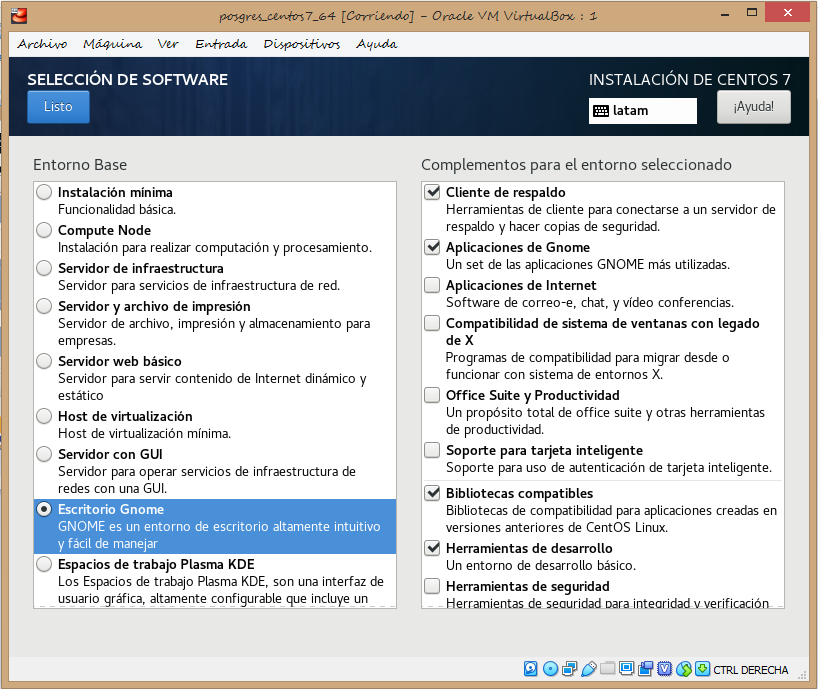 posgres_centos7_64 [Corriendo] - Oracle VM VirtualBox : 1
Archivo Máquina Ver Entrada Dispositivos Ayuda
SELECCIÓN DE SOFTWARE
Listo
INSTALACIÓN DE CENTOS 7
latam
¡Ayuda!
Entorno Base
Instalación mínima
Funcionalidad básica.
Compute Node
Instalación para realizar computación y procesamiento.
Servidor de infraestructura
Servidor para servicios de infraestructura de red.
Servidor y archivo de impresión
Servidor de archivo, impresión y almacenamiento para
empresas.
Servidor web básico
Servidor para servir contenido de Internet dinámico y
estático
Host de virtualización
Host de virtualización mínima.
Servidor con GUI
Servidor para operar servicios de infraestructura de
redes con una GUI.
Escritorio Gnome
GNOME es un entorno de escritorio altamente intuitivo
y fácil de manejar
Espacios de trabajo Plasma KDE
Los Espacios de trabajo Plasma KDE, son una interfaz de
usuario gráfica, altamente configurable que incluye un
Complementos para el entorno seleccionado
Cliente de respaldo
Herramientas de cliente para conectarse a un servidor de
respaldo y hacer copias de seguridad.
Aplicaciones de Gnome
Un set de las aplicaciones GNOME más utilizadas.
Aplicaciones de Internet
Software de correo-e, chat, y vídeo conferencias.
Compatibilidad de sistema de ventanas con legado
de X
Programas de compatibilidad para migrar desde o
funcionar con sistema de entornos X.
Office Suite y Productividad
Un propósito total de office suite y otras herramientas
de productividad.
Soporte para tarjeta inteligente
Soporte para uso de autenticación de tarjeta inteligente.
Bibliotecas compatibles
Bibliotecas de compatibilidad para aplicaciones creadas en
versiones anteriores de CentOS Linux.
Herramientas de desarrollo
Un entorno de desarrollo básico.
Herramientas de seguridad
Herramientas de seguridad para integridad y verificación
CTRL DERECHA